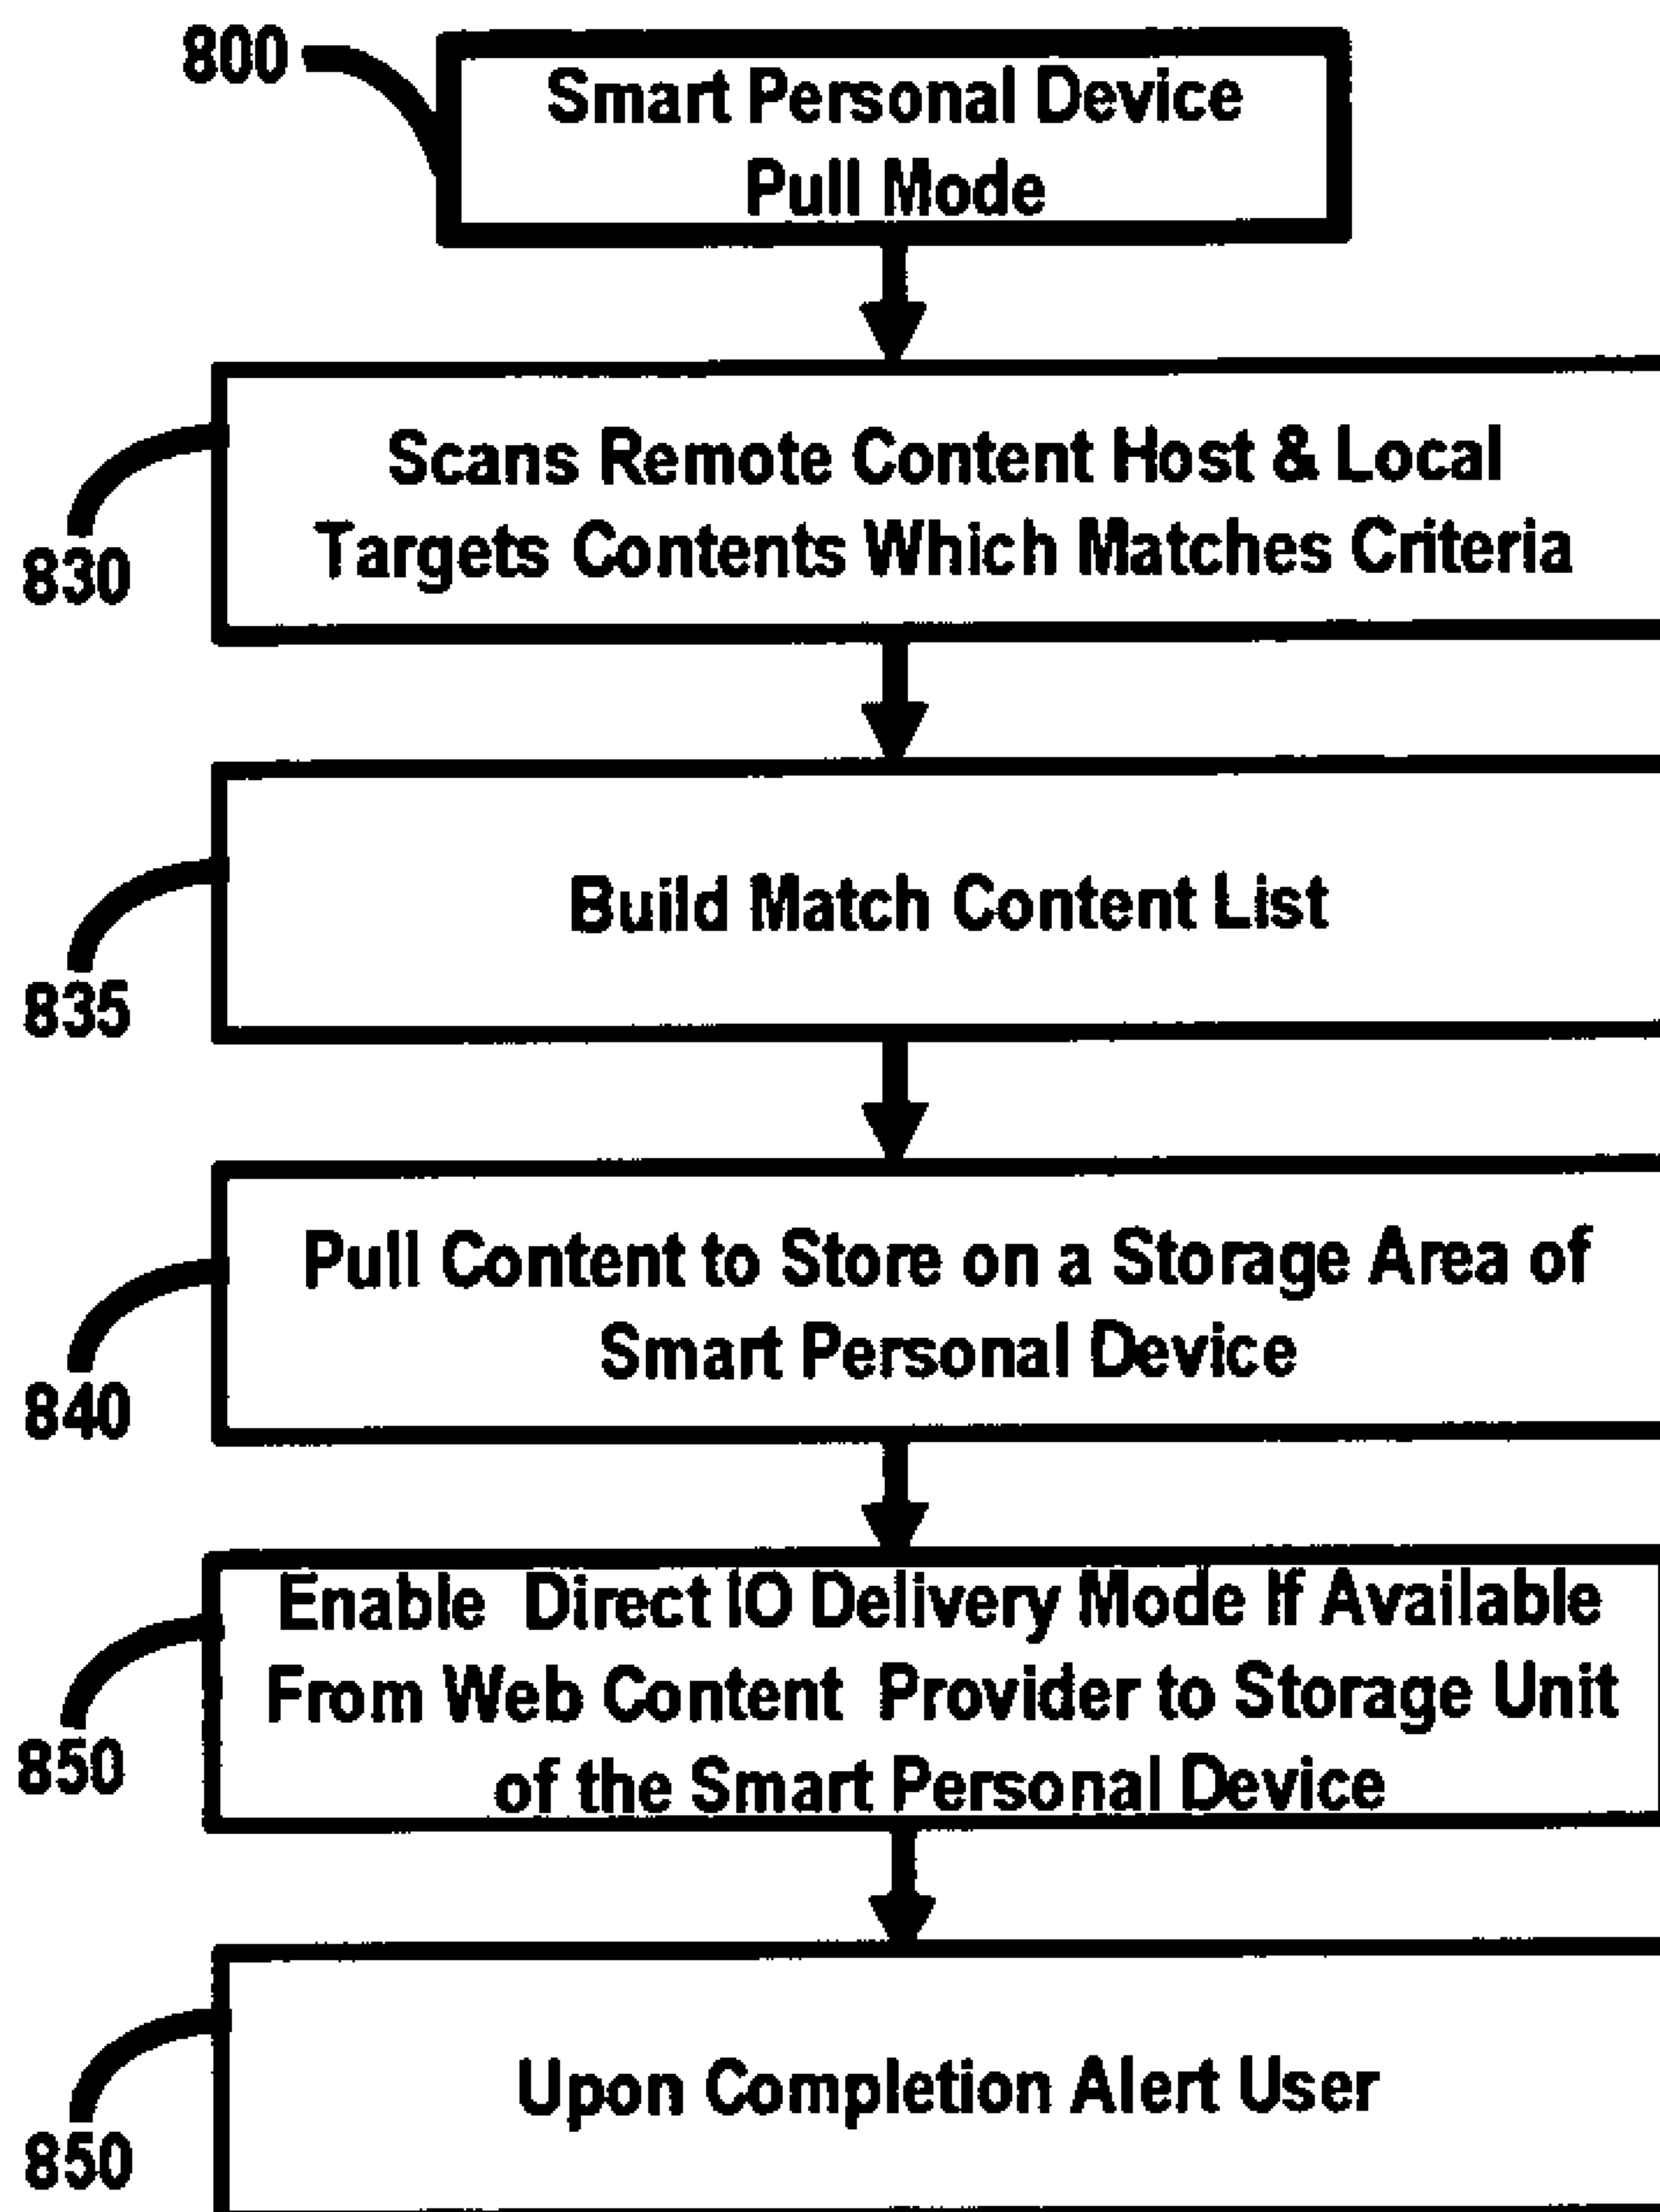 800
Smart Personal Device
Pull Mode
Scans Remote Content Host & Local
Targets Contents Which Matches Criteria
830
Build Match Content List
835
Pull Content to Store on a Storage Area of
Smart Personal Device
840
Enable Direct IO Delivery Mode If Available
From Web Content Provider to Storage Unit
of the Smart Personal Device
850
Upon Completion Alert User
850